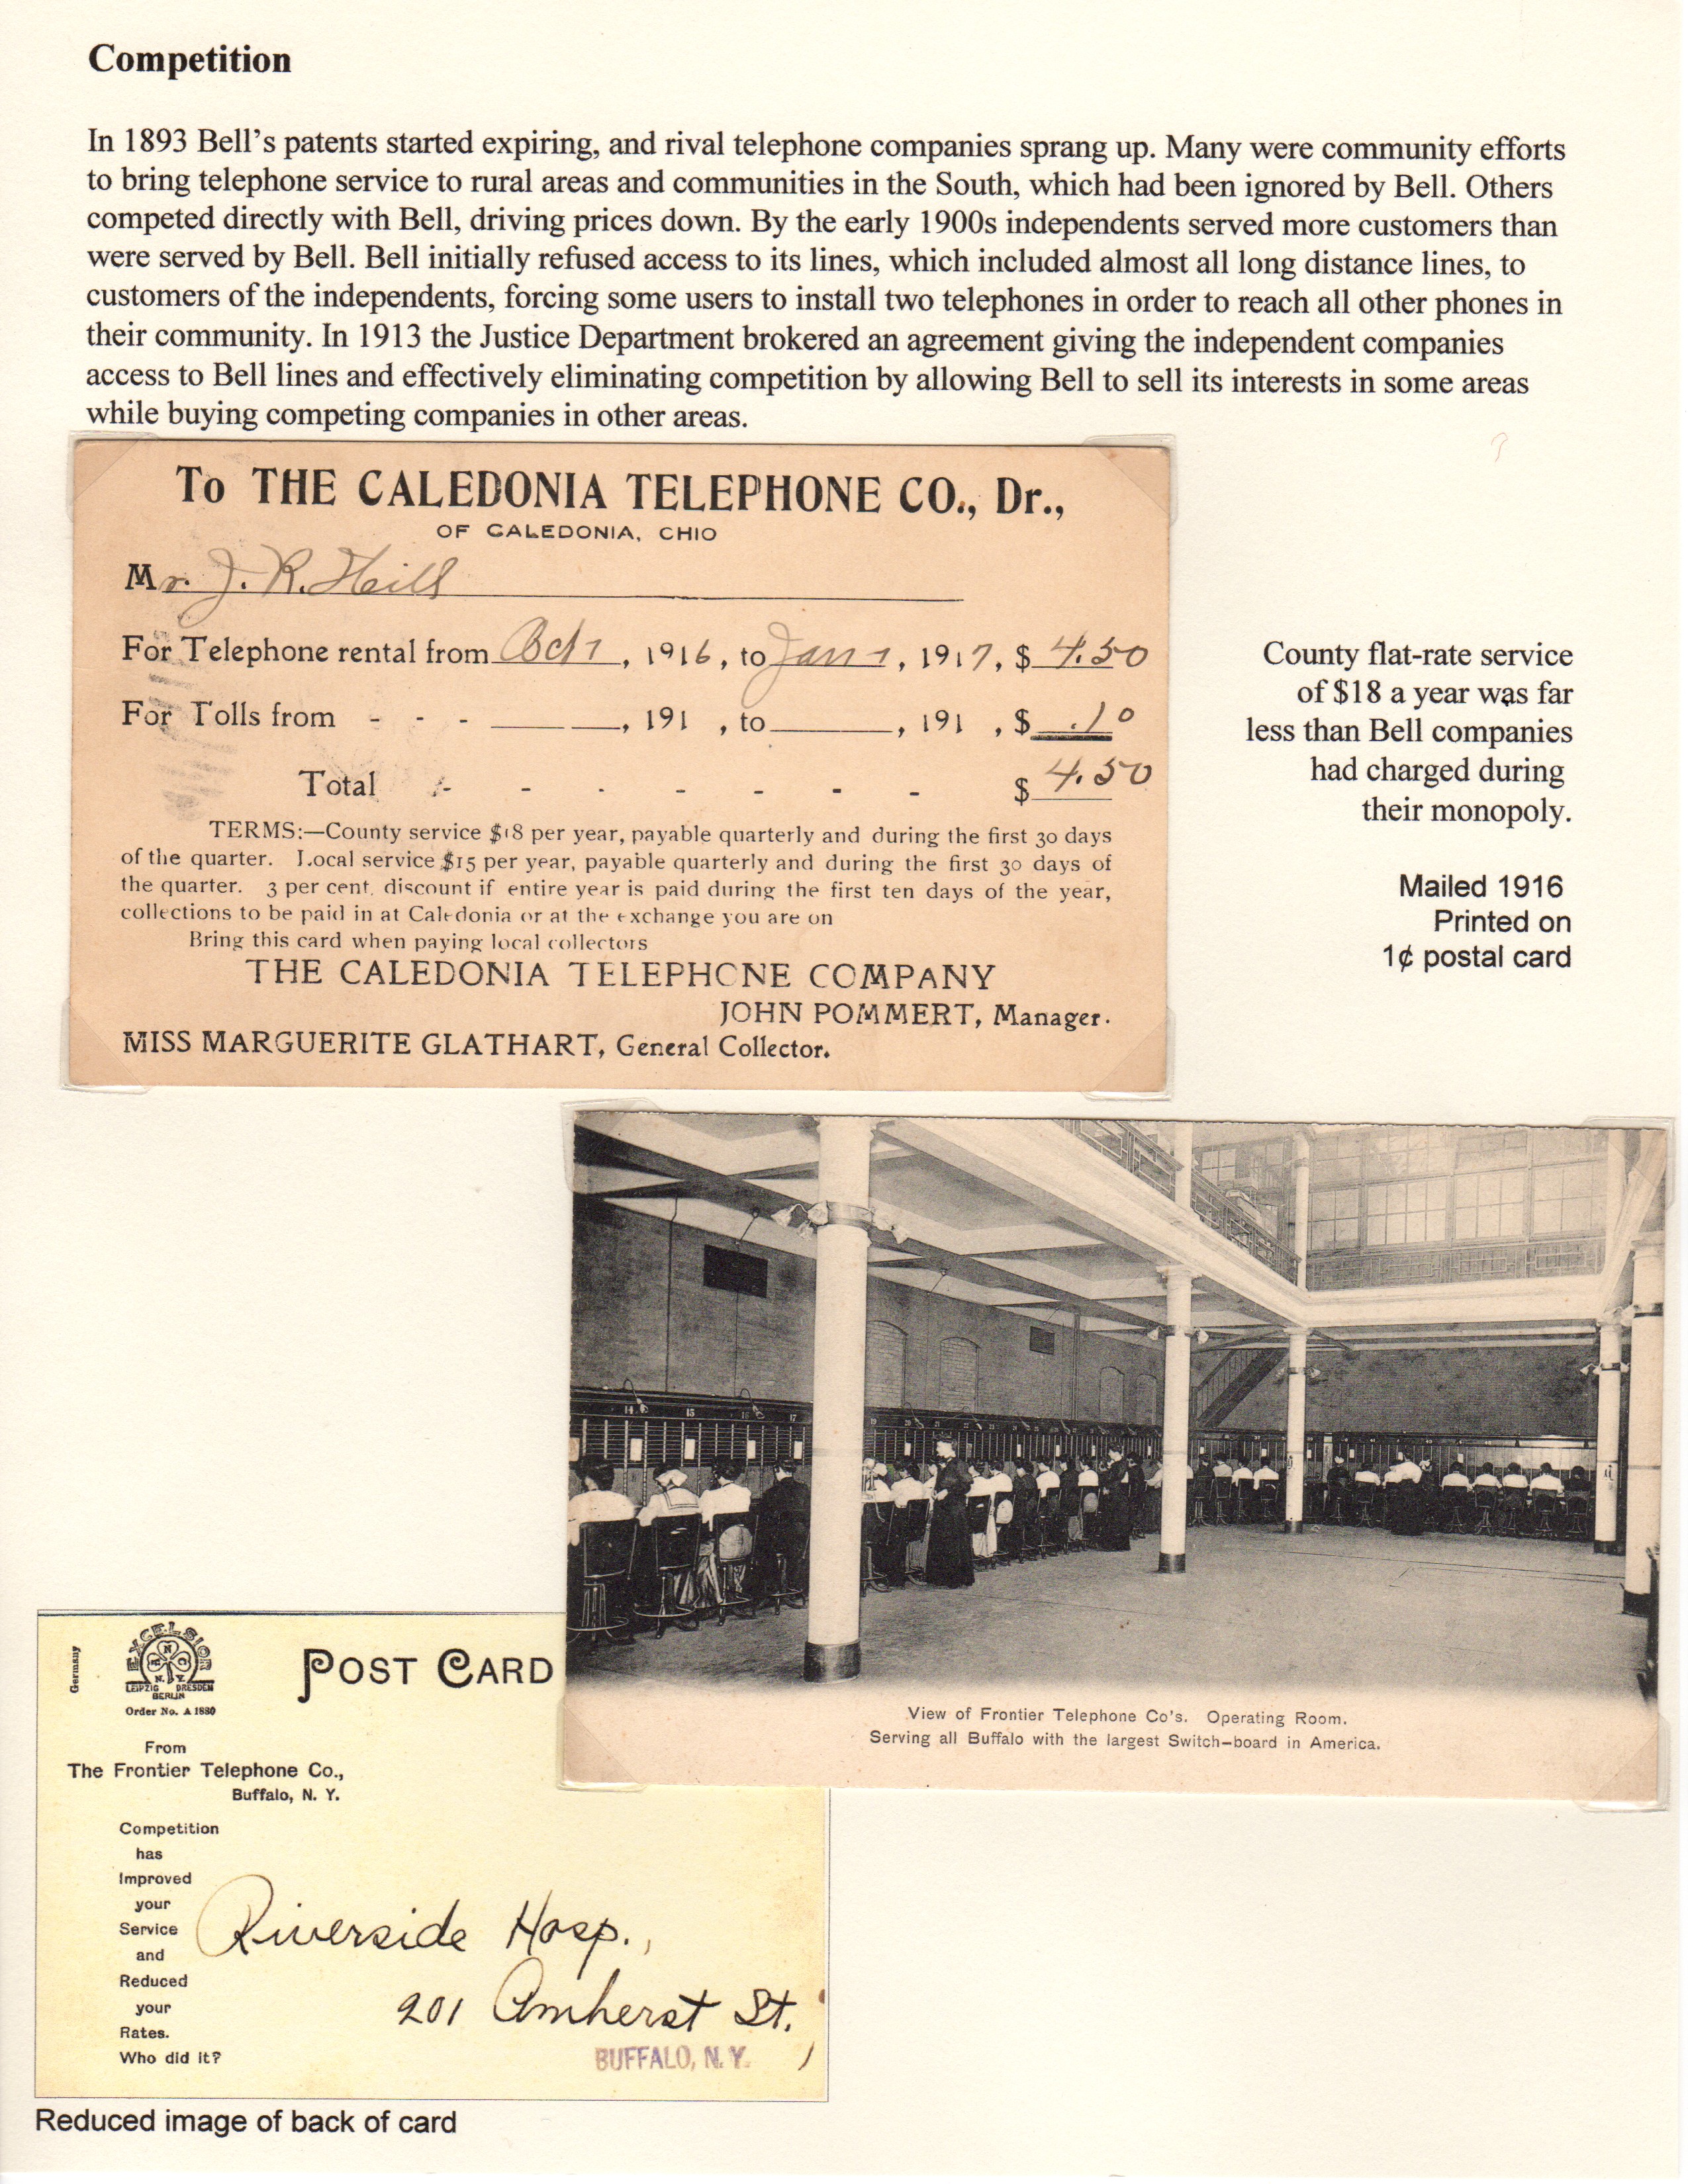 Competition
In 1893 Bell's patents started expiring, and rival telephone companies sprang up. Many were community efforts
to bring telephone service to rural areas and communities in the South, which had been ignored by Bell. Others
competed directly with Bell, driving prices down. By the early 1900s independents served more customers than
were served by Bell. Bell initially refused access to its lines, which included almost all long distance lines, to
customers of the independents, forcing some users to install two telephones in order to reach all other phones in
their community. In 1913 the Justice Department brokered an agreement giving the independent companies
access to Bell lines and effectively eliminating competition by allowing Bell to sell its interests in some areas
while buying competing companies in other areas.
To THE CALEDONIA TELEPHONE CO., Dr.,
OF CALEDONIA, OHIO
Mr. J. R. Heill
For Telephone rental from Oct 1, 1916, to Jan 1, 1917, $ 4.50
For Tolls from - - - , 191 , to , 191 , $ .10
Total - - - - - - - $ 4.50
TERMS:—County service $18 per year, payable quarterly and during the first 30 days
of the quarter. Local service $15 per year, payable quarterly and during the first 30 days of
the quarter. 3 per cent. discount if entire year is paid during the first ten days of the year,
collections to be paid in at Caledonia or at the exchange you are on
Bring this card when paying local collectors
THE CALEDONIA TELEPHONE COMPANY
JOHN POMMERT, Manager.
MISS MARGUERITE GLATHART, General Collector.
County flat-rate service
of $18 a year was far
less than Bell companies
had charged during
their monopoly.
Mailed 1916
Printed on
1¢ postal card
14
15
16
17
19
20
21
View of Frontier Telephone Co's. Operating Room.
Serving all Buffalo with the largest Switch-board in America.
Germany
EXCELSIOR
N.Y.
LEIPZIG DRESDEN
BERLIN
Order No. A 1880
POST CARD
From
The Frontier Telephone Co.,
Buffalo, N. Y.
Competition
has
Improved
your
Service
and
Reduced
your
Rates.
Who did it?
Riverside Hosp.,
201 Amherst St.
BUFFALO, N. Y.
Reduced image of back of card